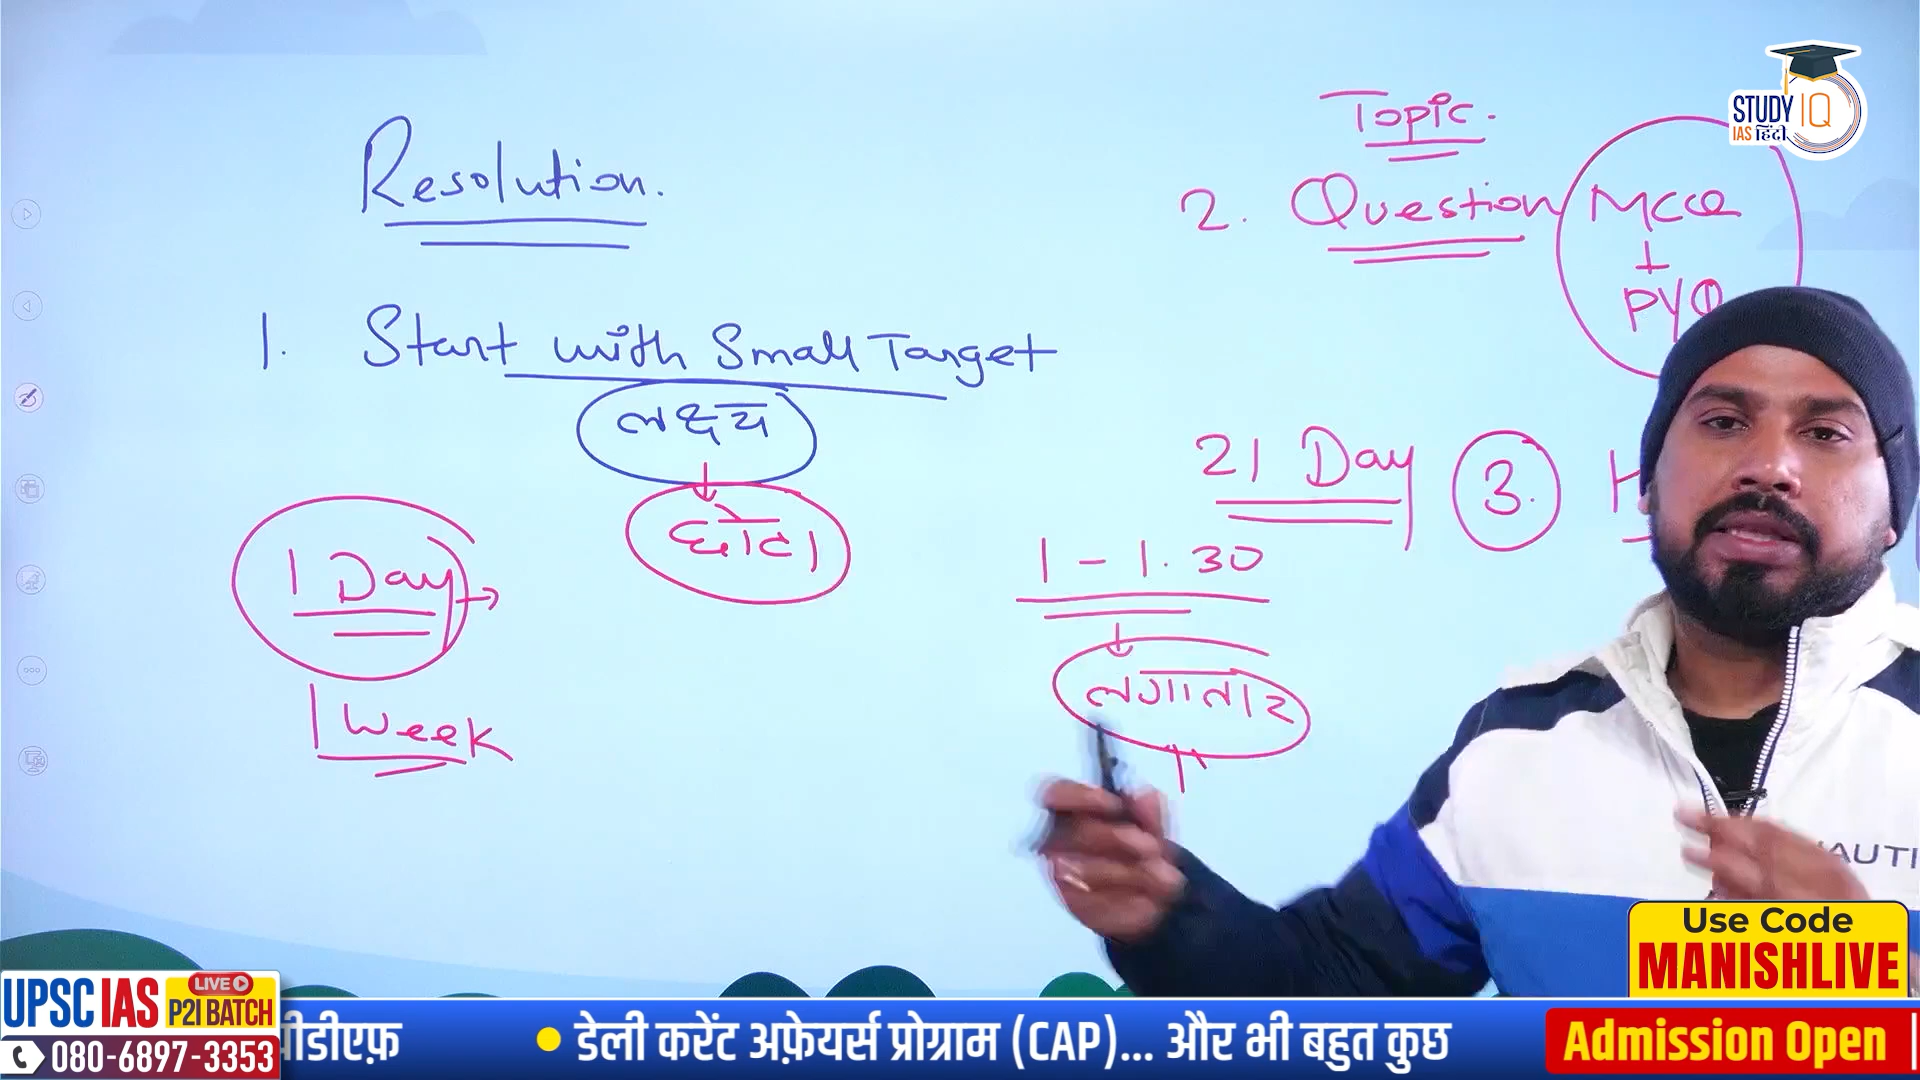 Resolution.
1. Start with Small Target
लक्ष्य
छोटा
1 Day
1 Week
Topic.
2. Question
MCQ
PYQ
21 Day
3.
1 - 1.30
लगातार
STUDY IQ
IAS हिंदी
NAUTI
Use Code
MANISHLIVE
LIVE
UPSC IAS
P2I BATCH
080-6897-3353
पीडीएफ़ • डेली करेंट अफ़ेयर्स प्रोग्राम (CAP)... और भी बहुत कुछ
Admission Open